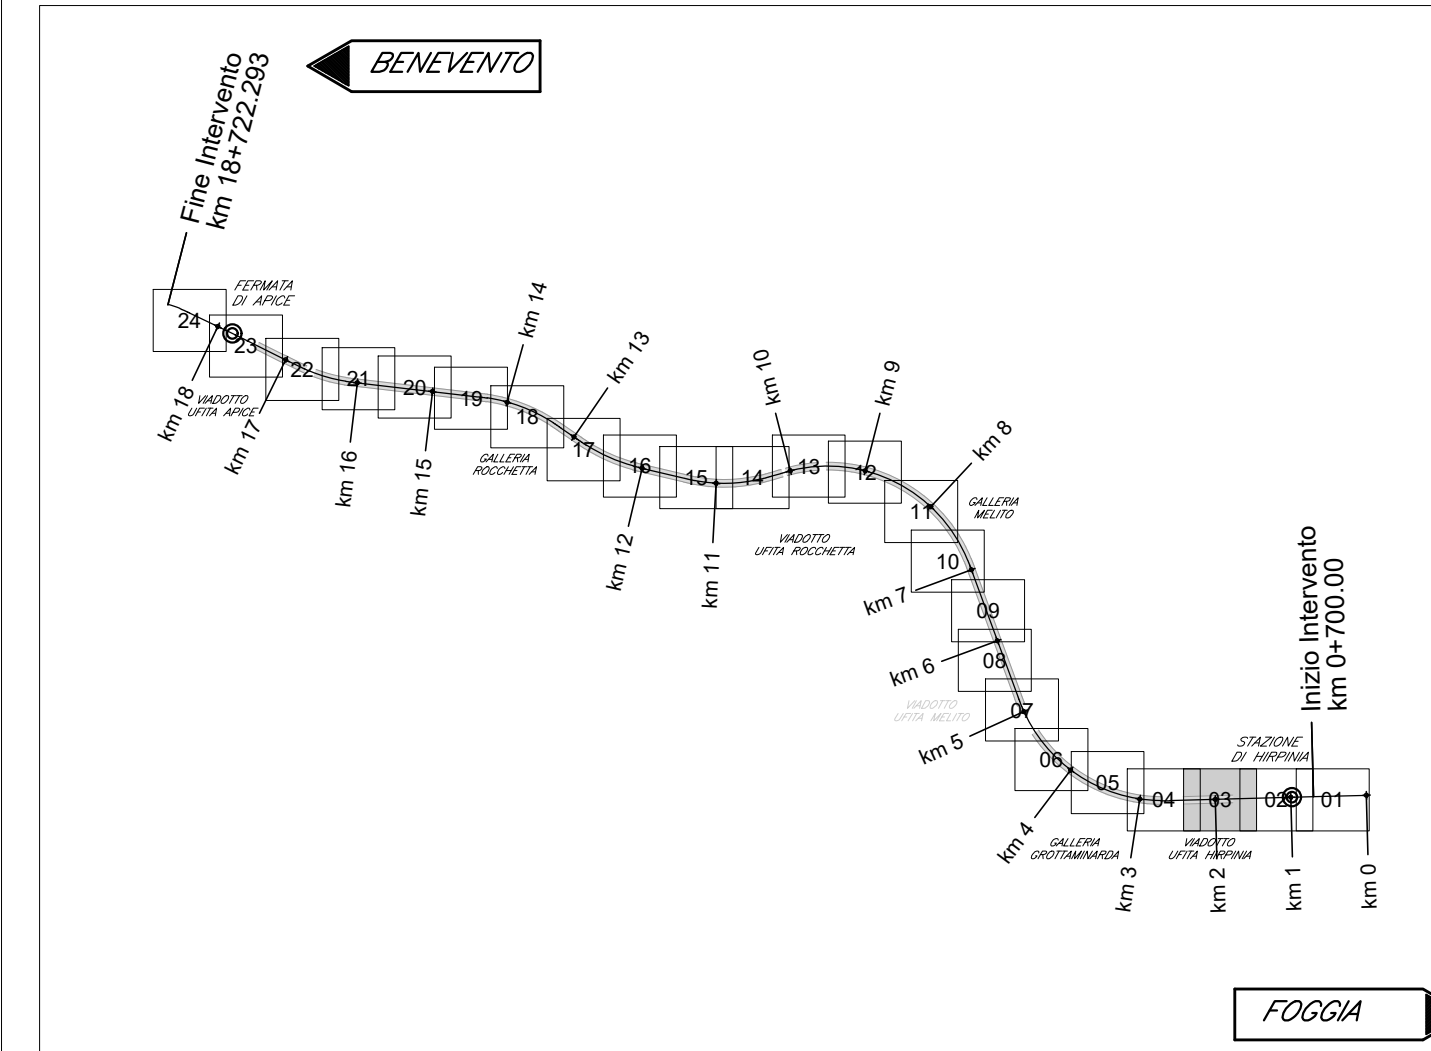 BENEVENTO
Fine Intervento
km 18+722.293
FERMATA
DI APICE
24
23
22
21
20
19
18
17
16
15
14
13
12
11
10
09
08
07
06
05
04
03
02
01
km 18
VIADOTTO
UFITA APICE
km 17
km 16
km 15
km 14
km 13
GALLERIA
ROCCHETTA
km 12
km 11
km 10
km 9
km 8
VIADOTTO
UFITA ROCCHETTA
GALLERIA
MELITO
km 7
km 6
VIADOTTO
UFITA MELITO
km 5
km 4
GALLERIA
GROTTAMINARDA
km 3
VIADOTTO
UFITA HIRPINIA
km 2
km 1
km 0
STAZIONE
DI HIRPINIA
Inizio Intervento
km 0+700.00
FOGGIA